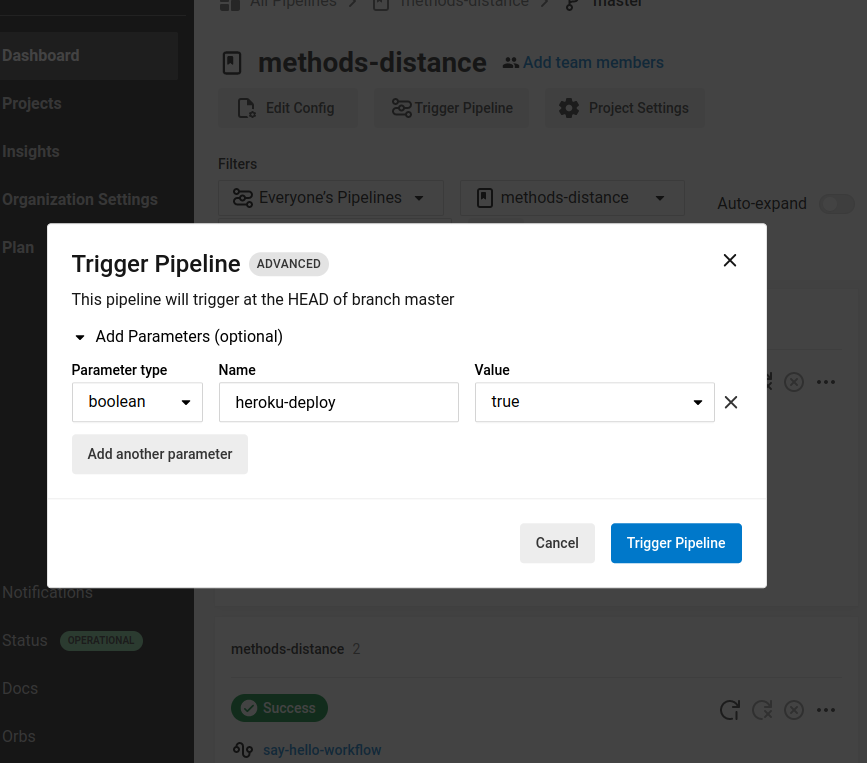 All Pipelines
methods-distance
master
Dashboard
Projects
Insights
Organization Settings
Plan
methods-distance
Add team members
Edit Config
Trigger Pipeline
Project Settings
Filters
Everyone's Pipelines
methods-distance
Auto-expand
Trigger Pipeline ADVANCED
This pipeline will trigger at the HEAD of branch master
Add Parameters (optional)
Parameter type
Name
Value
boolean
heroku-deploy
true
Add another parameter
Cancel
Trigger Pipeline
Notifications
Status OPERATIONAL
Docs
Orbs
methods-distance 2
Success
say-hello-workflow